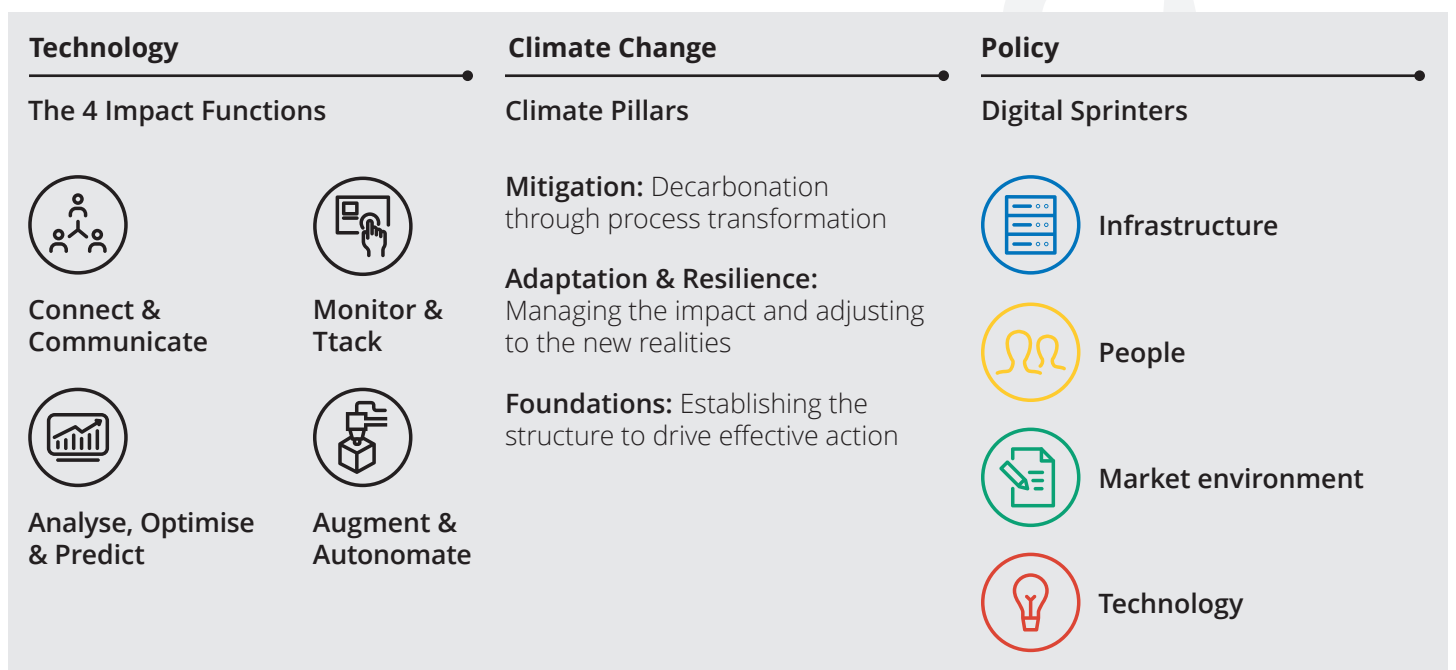 Technology
The 4 Impact Functions
Connect &
Communicate
Monitor &
Ttack
Analyse, Optimise
& Predict
Augment &
Autonomate
Climate Change
Climate Pillars
Mitigation: Decarbonation
through process transformation
Adaptation & Resilience:
Managing the impact and adjusting
to the new realities
Foundations: Establishing the
structure to drive effective action
Policy
Digital Sprinters
Infrastructure
People
Market environment
Technology